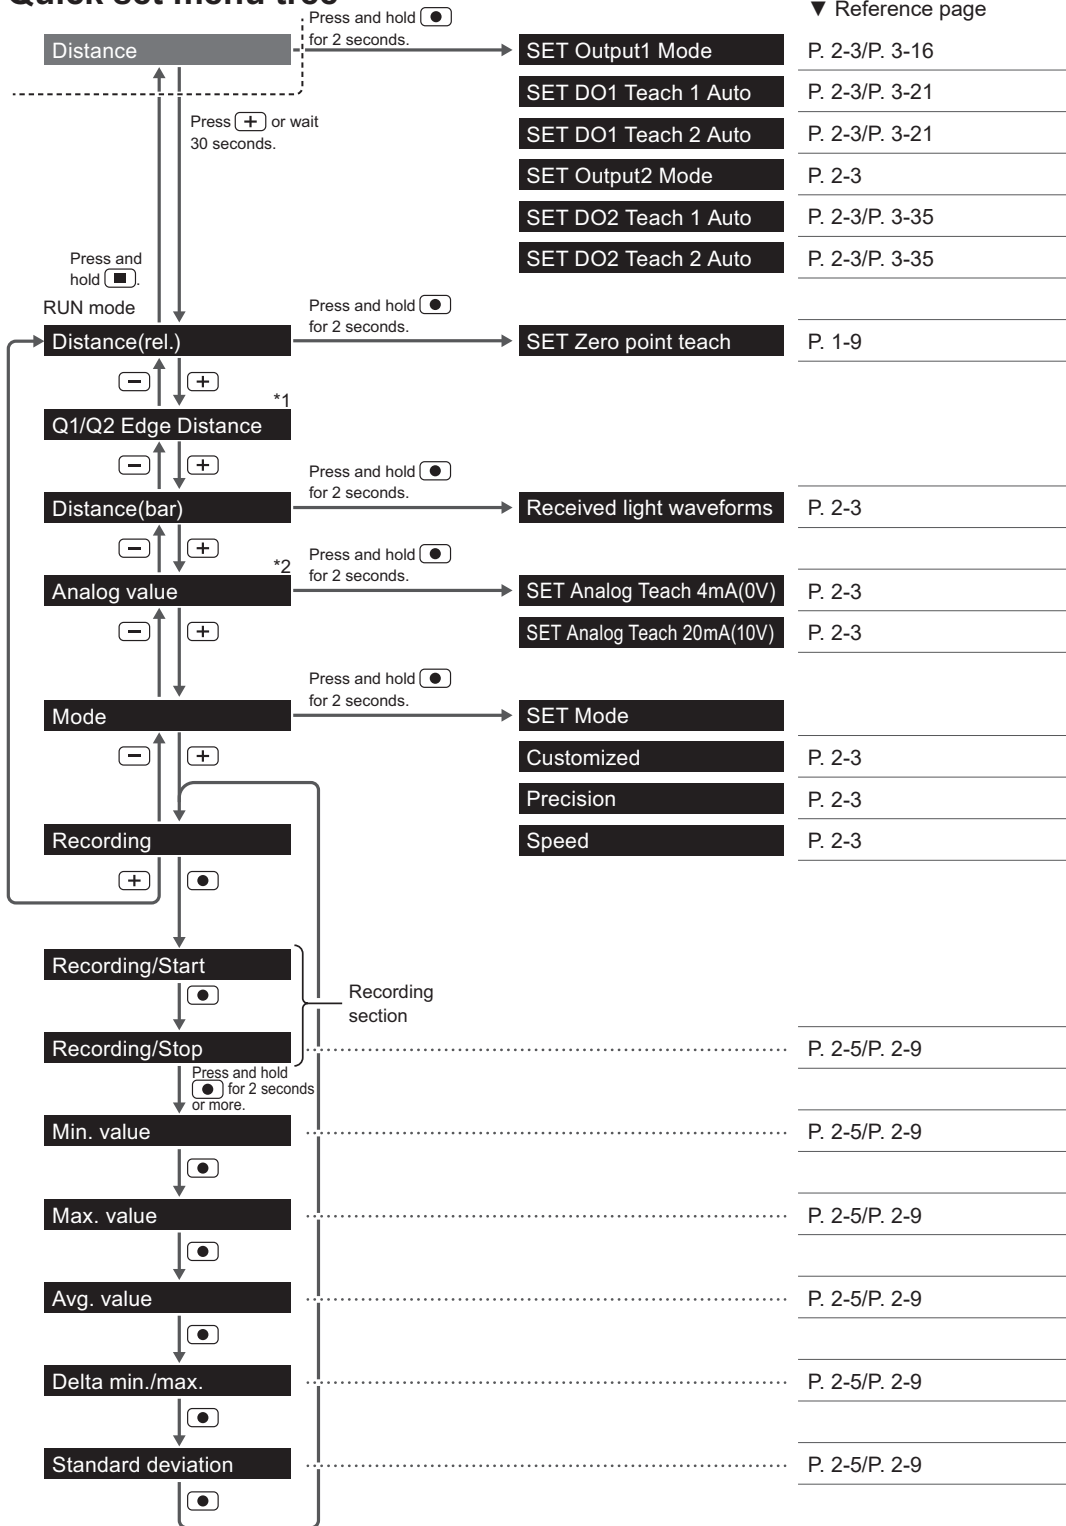 Quick set menu tree
▼ Reference page
Press and hold
for 2 seconds.
Distance
SET Output1 Mode
P. 2-3/P. 3-16
SET DO1 Teach 1 Auto
P. 2-3/P. 3-21
Press + or wait
30 seconds.
SET DO1 Teach 2 Auto
P. 2-3/P. 3-21
SET Output2 Mode
P. 2-3
SET DO2 Teach 1 Auto
P. 2-3/P. 3-35
SET DO2 Teach 2 Auto
P. 2-3/P. 3-35
Press and
hold .
RUN mode
Press and hold
for 2 seconds.
Distance(rel.)
SET Zero point teach
P. 1-9
− +
*1
Q1/Q2 Edge Distance
− +
Press and hold
for 2 seconds.
Distance(bar)
Received light waveforms
P. 2-3
− +
*2
Press and hold
for 2 seconds.
Analog value
SET Analog Teach 4mA(0V)
P. 2-3
− +
SET Analog Teach 20mA(10V)
P. 2-3
Press and hold
for 2 seconds.
Mode
SET Mode
− +
Customized
P. 2-3
Precision
P. 2-3
Recording
Speed
P. 2-3
+
Recording/Start
Recording
section
Recording/Stop
P. 2-5/P. 2-9
Press and hold
for 2 seconds
or more.
Min. value
P. 2-5/P. 2-9
Max. value
P. 2-5/P. 2-9
Avg. value
P. 2-5/P. 2-9
Delta min./max.
P. 2-5/P. 2-9
Standard deviation
P. 2-5/P. 2-9